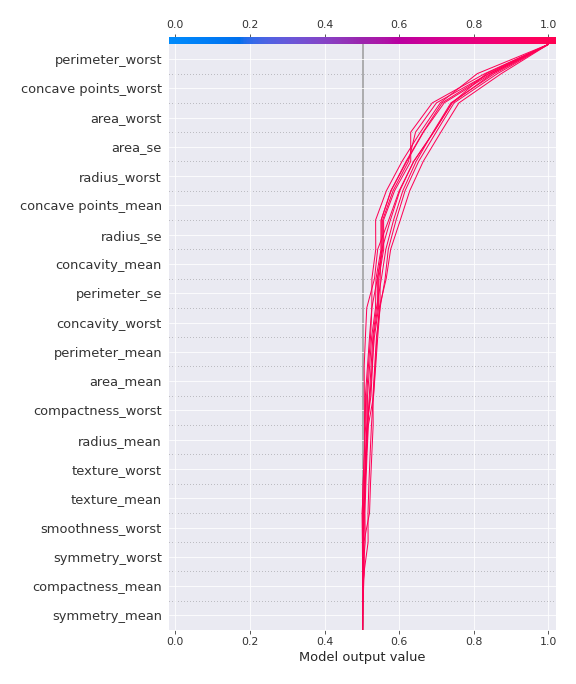 0.0 0.2 0.4 0.6 0.8 1.0
perimeter_worst
concave points_worst
area_worst
area_se
radius_worst
concave points_mean
radius_se
concavity_mean
perimeter_se
concavity_worst
perimeter_mean
area_mean
compactness_worst
radius_mean
texture_worst
texture_mean
smoothness_worst
symmetry_worst
compactness_mean
symmetry_mean
0.0 0.2 0.4 0.6 0.8 1.0
Model output value